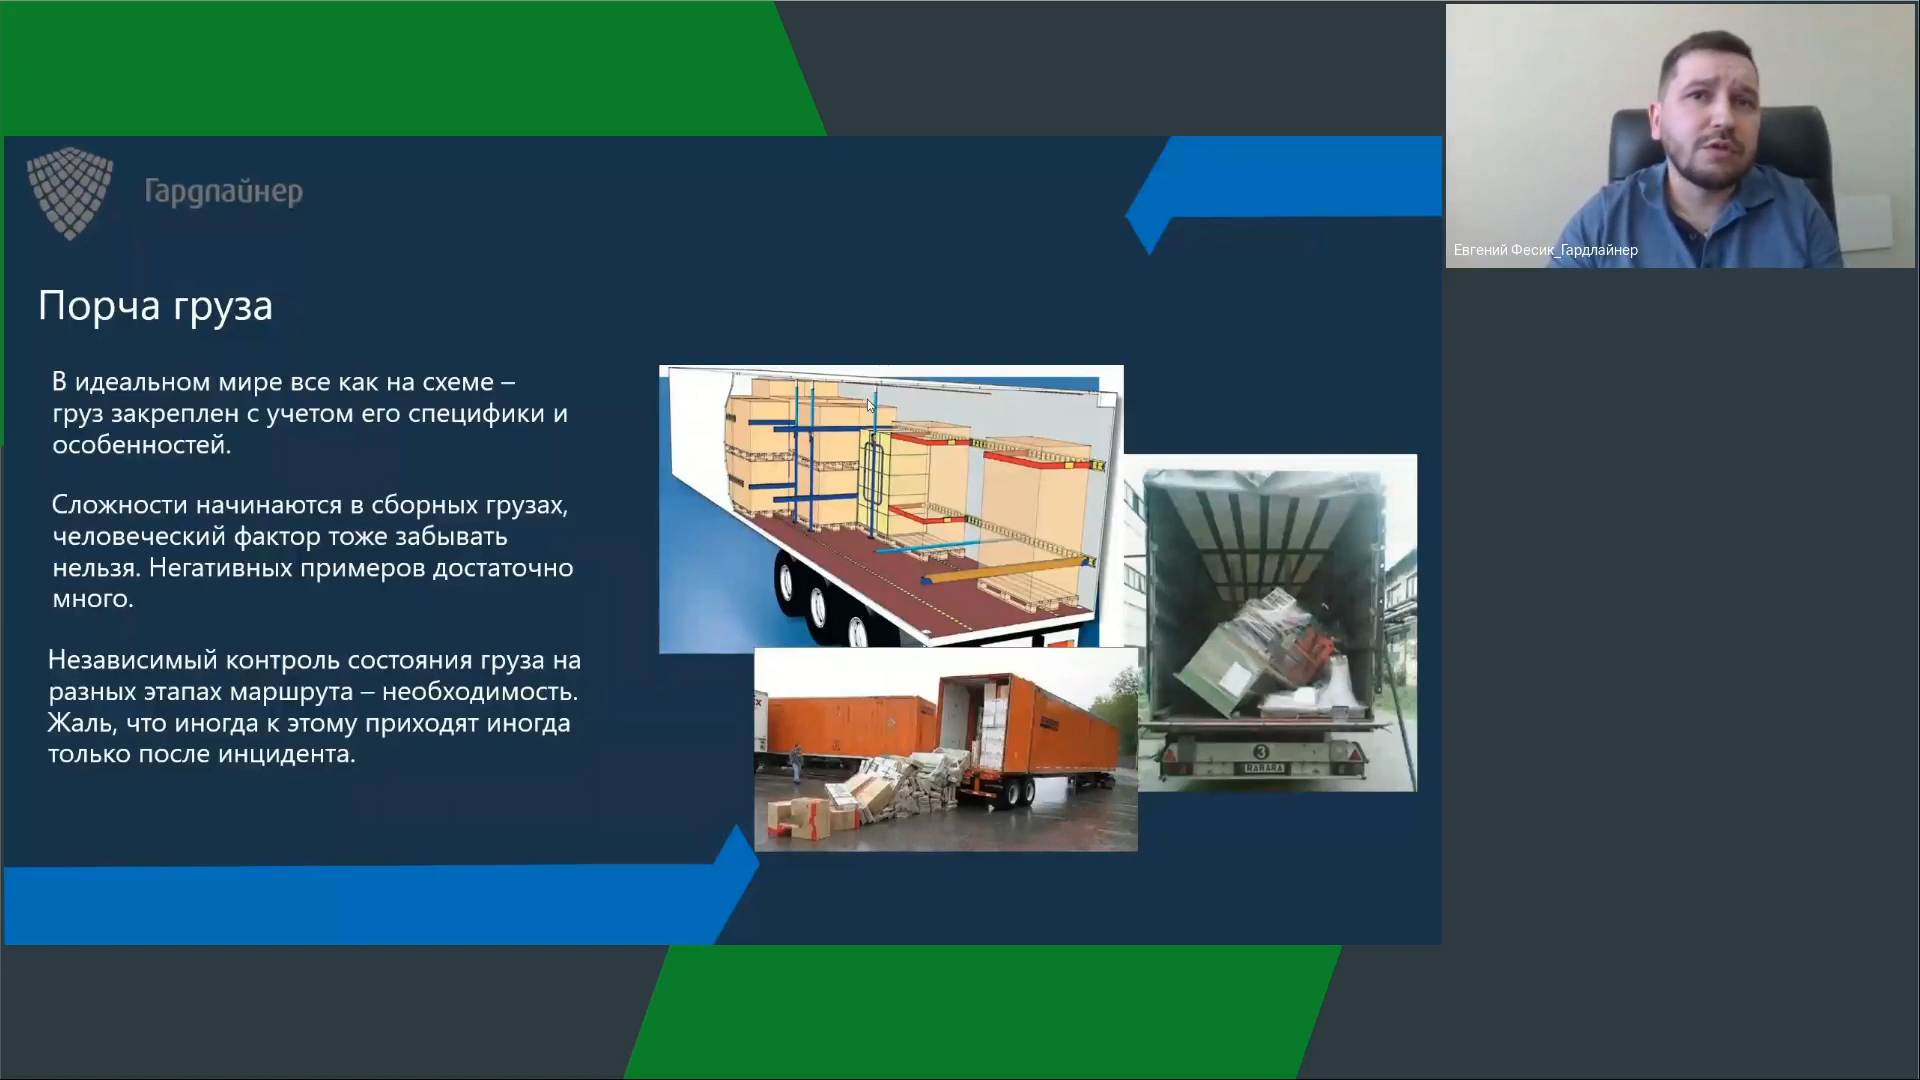 Гардлайнер
Порча груза
В идеальном мире все как на схеме –
груз закреплен с учетом его специфики и
особенностей.
Сложности начинаются в сборных грузах,
человеческий фактор тоже забывать
нельзя. Негативных примеров достаточно
много.
Независимый контроль состояния груза на
разных этапах маршрута – необходимость.
Жаль, что иногда к этому приходят иногда
только после инцидента.
3
Евгений Фесик_Гардлайнер